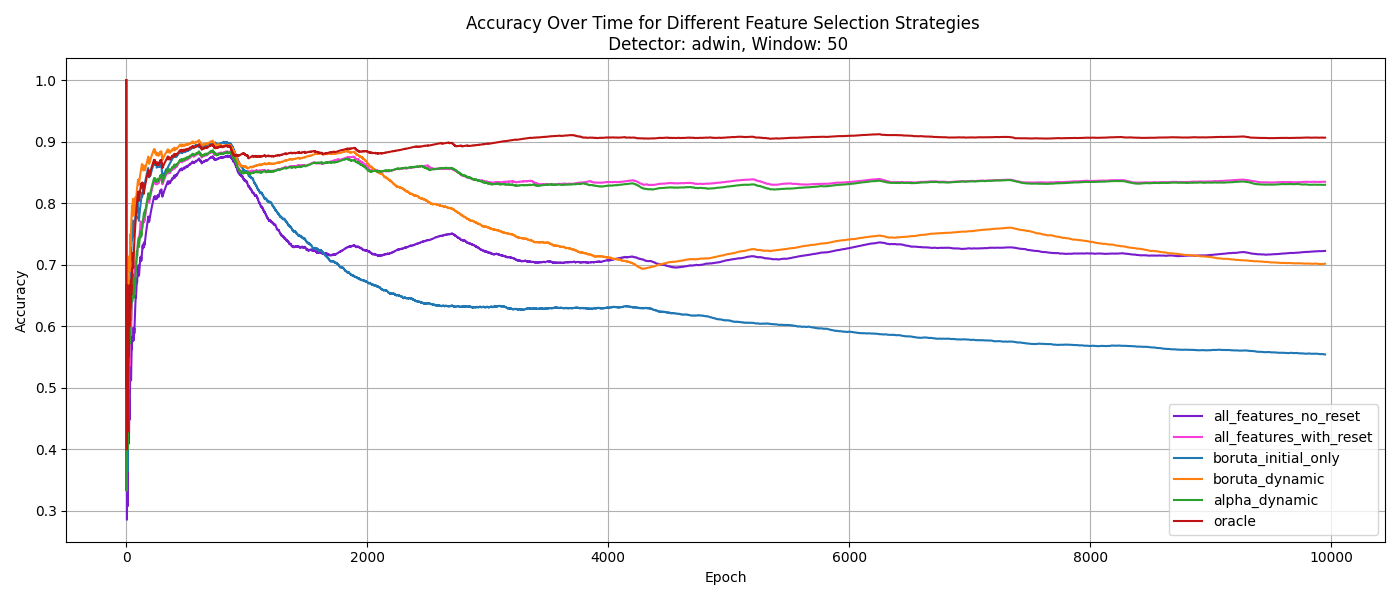 Accuracy Over Time for Different Feature Selection Strategies
Detector: adwin, Window: 50
1.0
0.9
0.8
0.7
0.6
0.5
0.4
0.3
Accuracy
0
2000
4000
6000
8000
10000
Epoch
all_features_no_reset
all_features_with_reset
boruta_initial_only
boruta_dynamic
alpha_dynamic
oracle